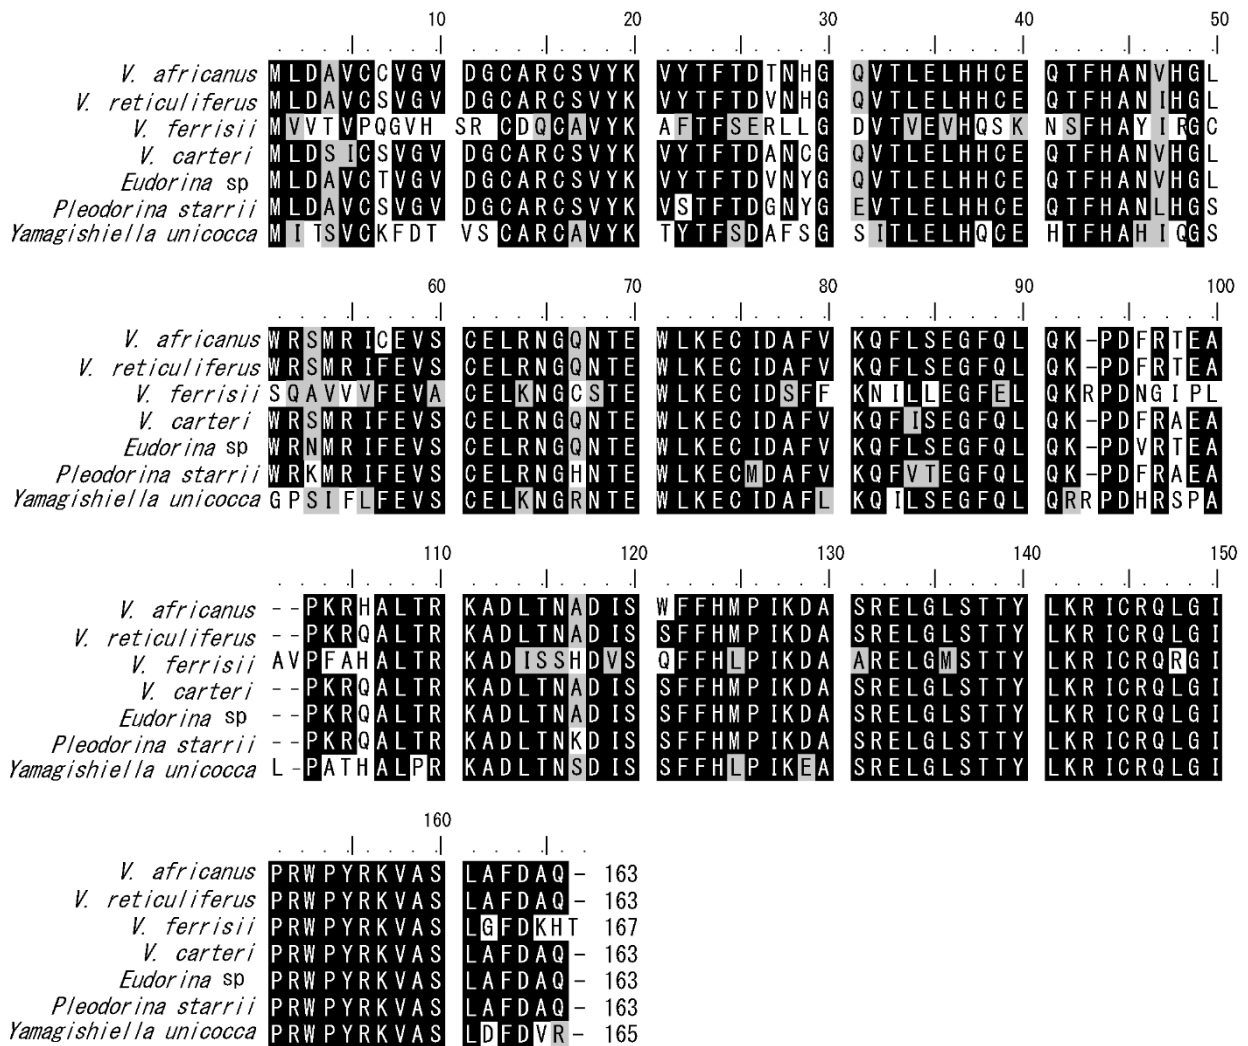 10 20 30 40 50
V. africanus MLDAVCCVGV DGCARCSVYK VYTFTDTNHG QVTLELHHCE QTFHANVHGL
V. reticuliferus MLDAVCSVGV DGCARCSVYK VYTFTDVNHG QVTLELHHCE QTFHANIHGL
V. ferrisii MVVTVPQGVH SRCDQCAVYK AFTFSERLLG DVTVEVHQSK NSFHAYIRGC
V. carteri MLDSICSVGV DGCARCSVYK VYTFTDANCG QVTLELHHCE QTFHANVHGL
Eudorina sp MLDAVCTVGV DGCARCSVYK VYTFTDVNYG QVTLELHHCE QTFHANVHGL
Pleodorina starrii MLDAVCSVGV DGCARCSVYK VSTFTDGNYG EVTLELHHCE QTFHANLHGS
Yamagishiella unicocca MITSVCKFDT VSCARCAVYK TYTFSDAFSG SITLELHQCE HTFHAHIQGS
60 70 80 90 100
V. africanus WRSMRICEVS CELRNGQNTE WLKECIDAFV KQFLSEGFQL QK-PDFRTEA
V. reticuliferus WRSMRIFEVS CELRNGQNTE WLKECIDAFV KQFLSEGFQL QK-PDFRTEA
V. ferrisii SQAVVVFEVA CELKNGCSTE WLKECIDSFF KNILLEGFEL QKRPDNGIPL
V. carteri WRSMRIFEVS CELRNGQNTE WLKECIDAFV KQFISEGFQL QK-PDFRAEA
Eudorina sp WRNMRIFEVS CELRNGQNTE WLKECIDAFV KQFLSEGFQL QK-PDVRTEA
Pleodorina starrii WRKMRIFEVS CELRNGHNTE WLKECMDAFV KQFVTEGFQL QK-PDFRAEA
Yamagishiella unicocca GPSIFLFEVS CELKNGRNTE WLKECIDAFL KQILSEGFQL QRRPDHRSPA
110 120 130 140 150
V. africanus --PKRHALTR KADLTNADIS WFFHMPIKDA SRELGLSTTY LKRICRQLGI
V. reticuliferus --PKRQALTR KADLTNADIS SFFHMPIKDA SRELGLSTTY LKRICRQLGI
V. ferrisii AVPFAHALTR KADISSHDVS QFFHLPIKDA ARELGMSTTY LKRICRQRGI
V. carteri --PKRQALTR KADLTNADIS SFFHMPIKDA SRELGLSTTY LKRICRQLGI
Eudorina sp --PKRQALTR KADLTNADIS SFFHMPIKDA SRELGLSTTY LKRICRQLGI
Pleodorina starrii --PKRQALTR KADLTNKDIS SFFHMPIKDA SRELGLSTTY LKRICRQLGI
Yamagishiella unicocca L-PATHALPR KADLTNSDIS SFFHLPIKEA SRELGLSTTY LKRICRQLGI
160
V. africanus PRWPYRKVAS LAFDAQ- 163
V. reticuliferus PRWPYRKVAS LAFDAQ- 163
V. ferrisii PRWPYRKVAS LGFDKHT 167
V. carteri PRWPYRKVAS LAFDAQ- 163
Eudorina sp PRWPYRKVAS LAFDAQ- 163
Pleodorina starrii PRWPYRKVAS LAFDAQ- 163
Yamagishiella unicocca PRWPYRKVAS LDFDVR- 165